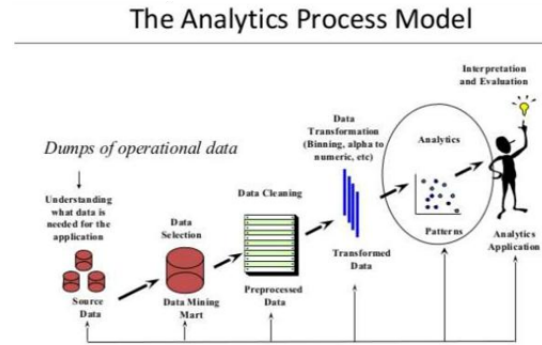 The Analytics Process Model
Interpretation
and Evaluation
Data
Transformation
(Binning, alpha to
numeric, etc)
Analytics
Dumps of operational data
Understanding
what data is
needed for the
application
Data
Selection
Data Cleaning
Patterns
Analytics
Application
Transformed
Data
Preprocessed
Data
Source
Data
Data Mining
Mart